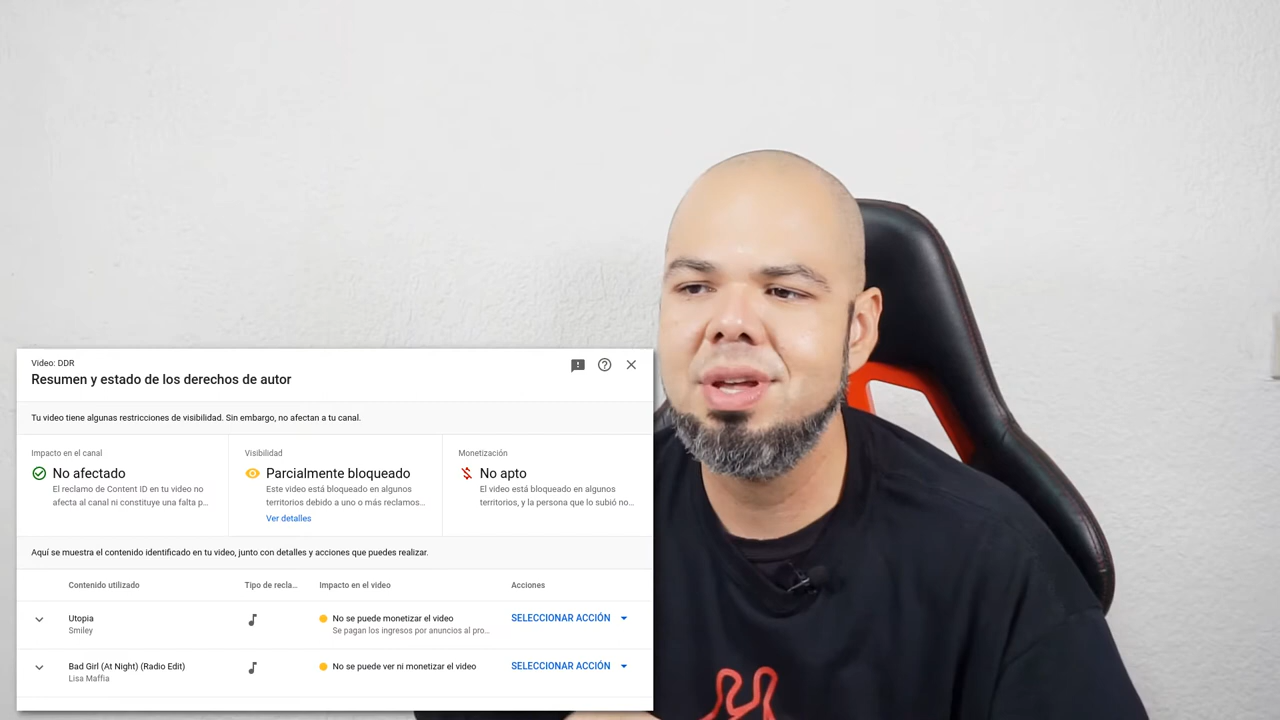 Video: DDR
Resumen y estado de los derechos de autor
Tu video tiene algunas restricciones de visibilidad. Sin embargo, no afectan a tu canal.
Impacto en el canal
No afectado
El reclamo de Content ID en tu video no
afecta al canal ni constituye una falta p...
Visibilidad
Parcialmente bloqueado
Este video está bloqueado en algunos
territorios debido a uno o más reclamos...
Ver detalles
Monetización
No apto
El video está bloqueado en algunos
territorios, y la persona que lo subió no...
Aquí se muestra el contenido identificado en tu video, junto con detalles y acciones que puedes realizar.
Contenido utilizado Tipo de recla... Impacto en el video Acciones
Utopia
Smiley
No se puede monetizar el video
Se pagan los ingresos por anuncios al pro...
SELECCIONAR ACCIÓN
Bad Girl (At Night) (Radio Edit)
Lisa Maffia
No se puede ver ni monetizar el video
SELECCIONAR ACCIÓN